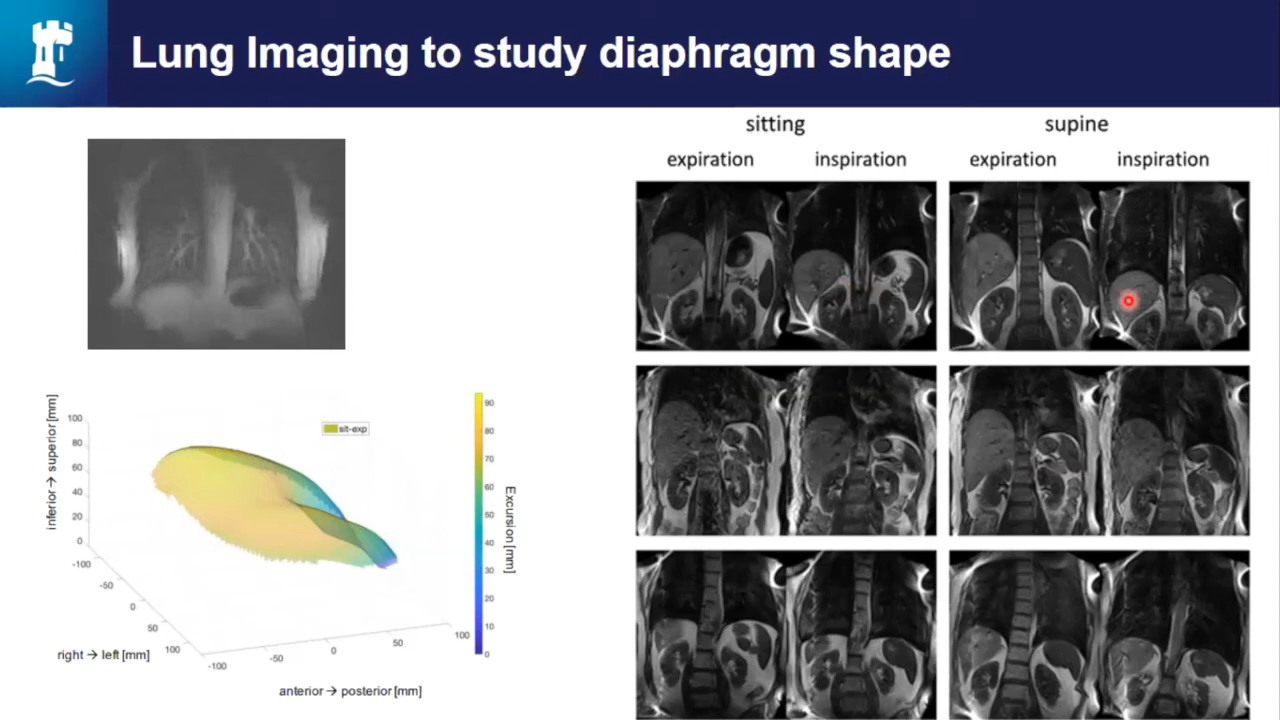 Lung Imaging to study diaphragm shape
sitting
supine
expiration
inspiration
expiration
inspiration
inferior → superior [mm]
100
80
60
40
20
0
-100
-50
0
50
100
right → left [mm]
-100
-50
0
50
100
anterior → posterior [mm]
sit-exp
90
80
70
60
50
40
30
20
10
0
Excursion [mm]